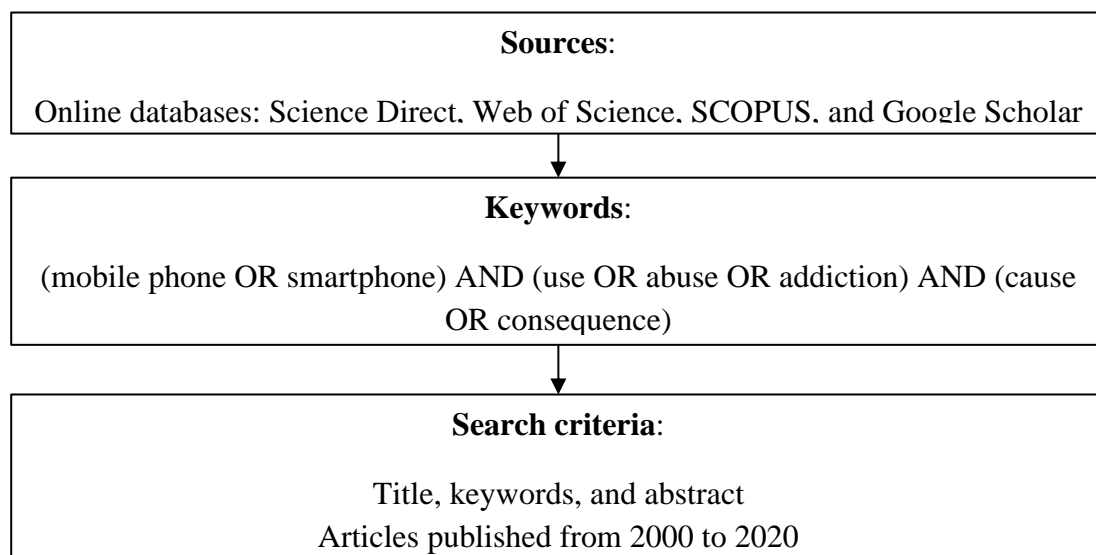 Sources:
Online databases: Science Direct, Web of Science, SCOPUS, and Google Scholar
Keywords:
(mobile phone OR smartphone) AND (use OR abuse OR addiction) AND (cause
OR consequence)
Search criteria:
Title, keywords, and abstract
Articles published from 2000 to 2020